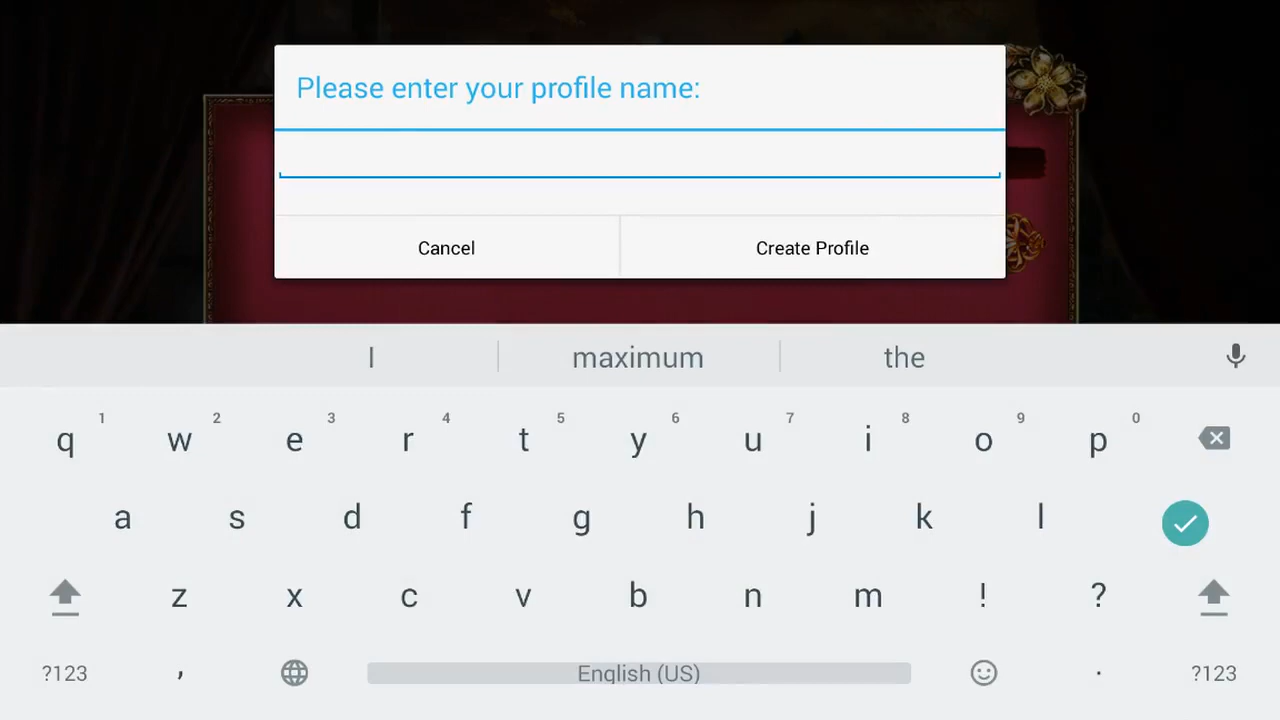 Please enter your profile name:
Cancel Create Profile
I maximum the
1 2 3 4 5 6 7 8 9 0
q w e r t y u i o p
a s d f g h j k l
z x c v b n m ! ?
?123 , English (US) . ?123